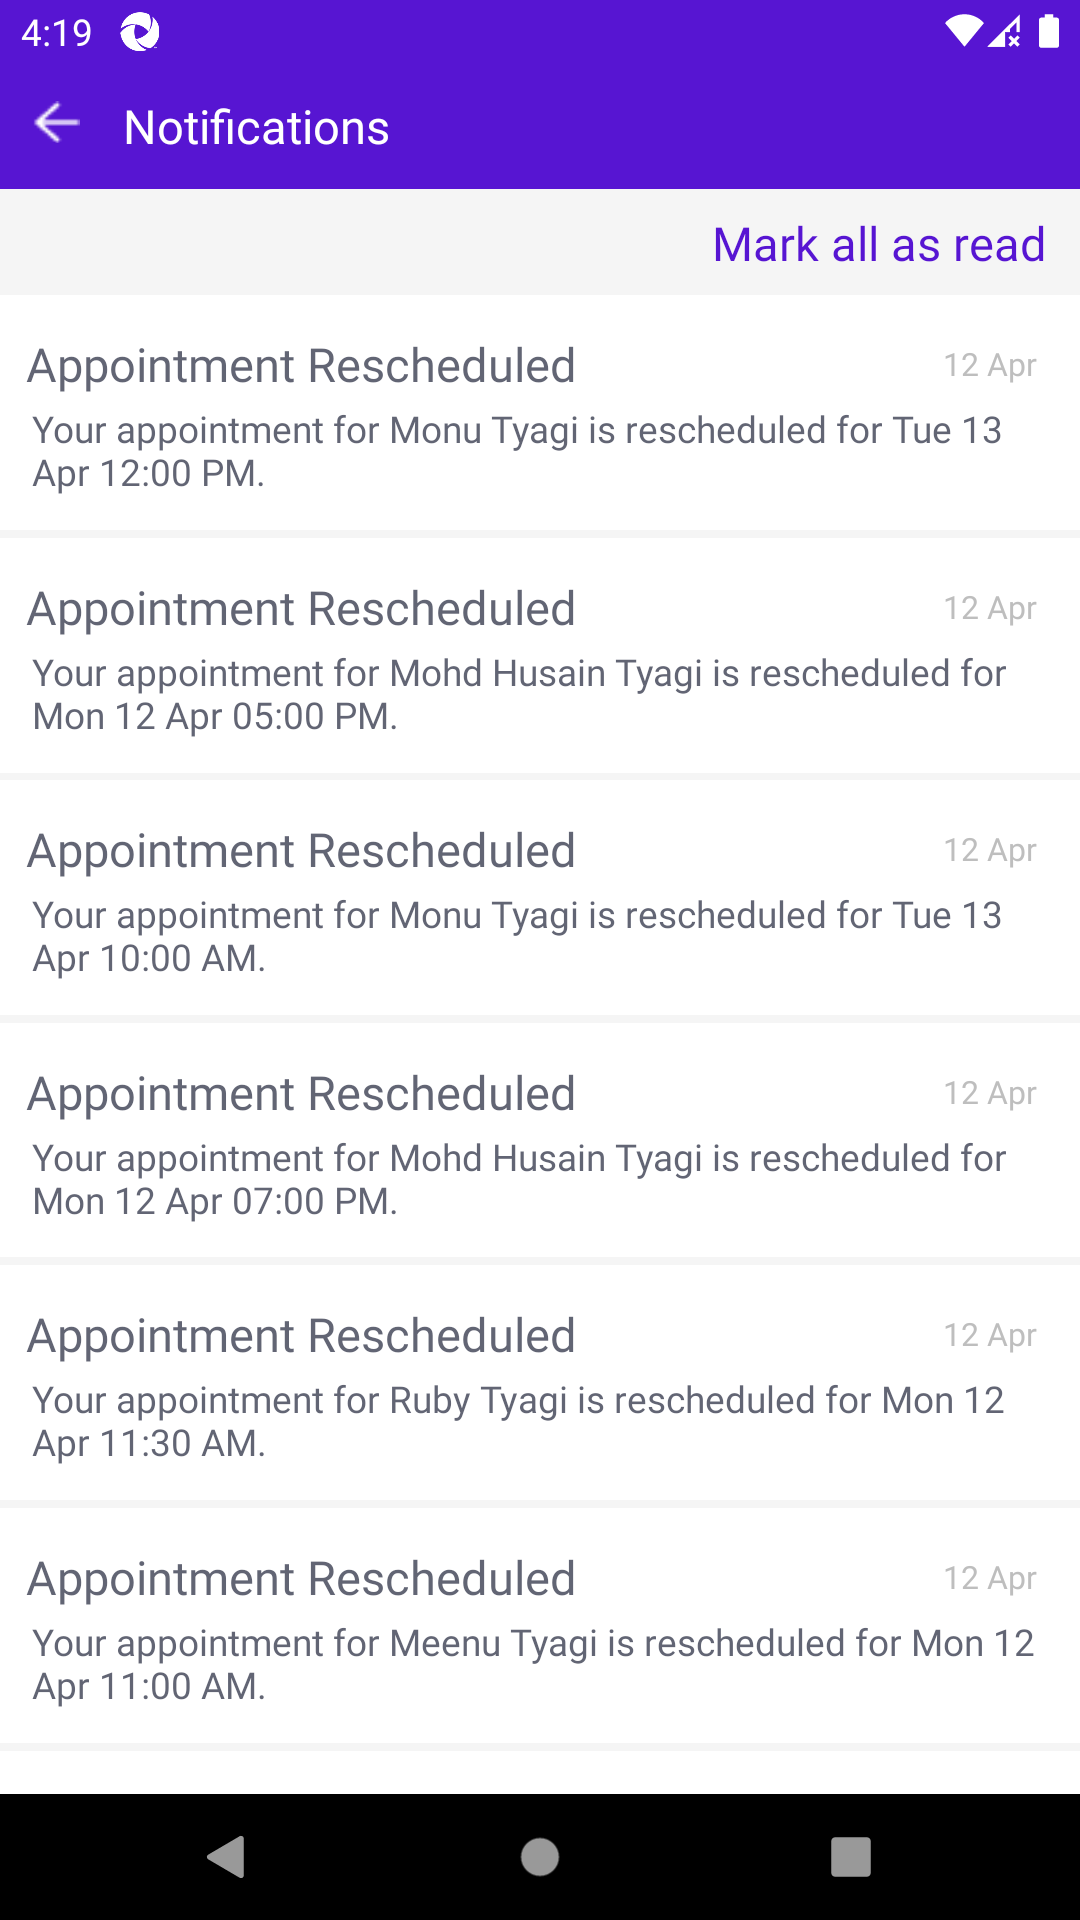 4:19
Notifications
Mark all as read
Appointment Rescheduled 12 Apr
Your appointment for Monu Tyagi is rescheduled for Tue 13
Apr 12:00 PM.
Appointment Rescheduled 12 Apr
Your appointment for Mohd Husain Tyagi is rescheduled for
Mon 12 Apr 05:00 PM.
Appointment Rescheduled 12 Apr
Your appointment for Monu Tyagi is rescheduled for Tue 13
Apr 10:00 AM.
Appointment Rescheduled 12 Apr
Your appointment for Mohd Husain Tyagi is rescheduled for
Mon 12 Apr 07:00 PM.
Appointment Rescheduled 12 Apr
Your appointment for Ruby Tyagi is rescheduled for Mon 12
Apr 11:30 AM.
Appointment Rescheduled 12 Apr
Your appointment for Meenu Tyagi is rescheduled for Mon 12
Apr 11:00 AM.